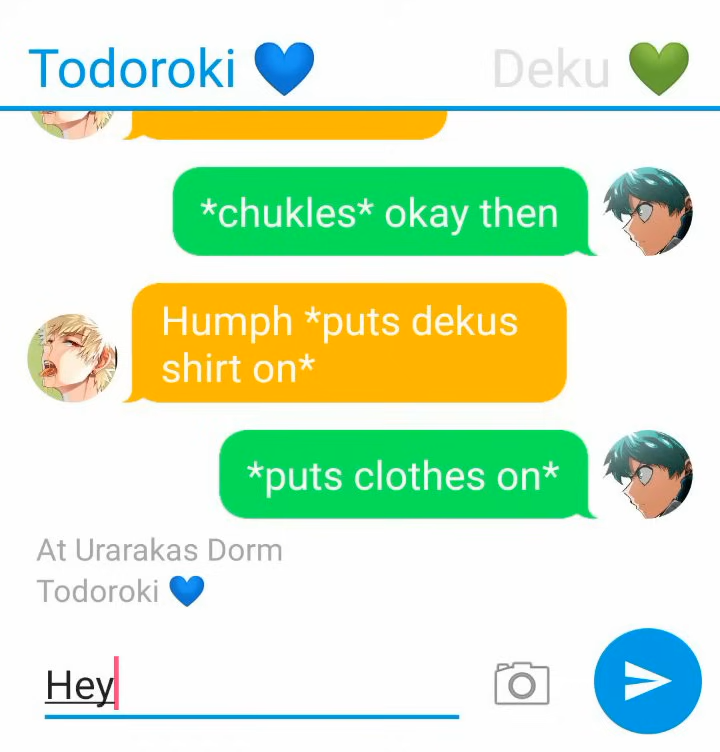 Todoroki 💙 Deku 💚
*chukles* okay then
Humph *puts dekus
shirt on*
*puts clothes on*
At Urarakas Dorm
Todoroki 💙
Hey